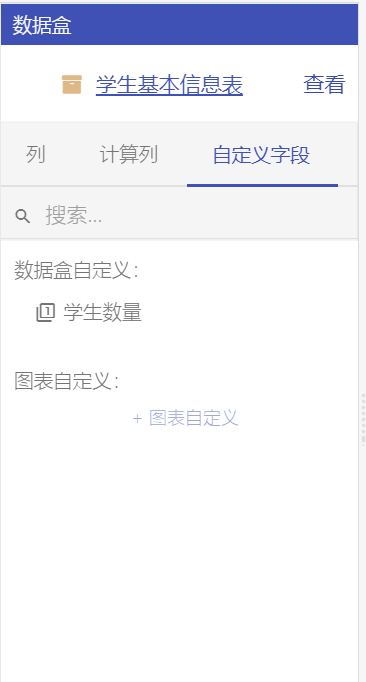 数据盒
学生基本信息表 查看
列 计算列 自定义字段
搜索...
数据盒自定义：
1 学生数量
图表自定义：
+ 图表自定义